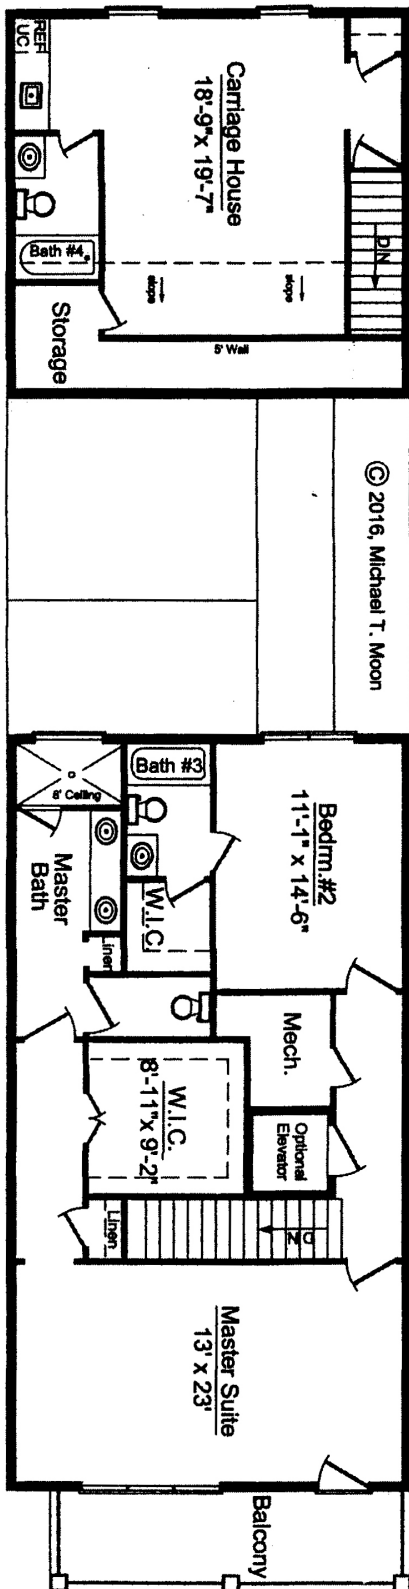 REF
UC
Carriage House
18'-9"x 19'-7"
DN
Bath #4
slope
slope
5' Wall
Storage
© 2016, Michael T. Moon
Bath #3
8' Ceiling
Bedrm.#2
11'-1" x 14'-6"
Master
Bath
W.I.C.
Linen
Mech.
W.I.C.
8'-11"x 9'-2"
Optional
Elevator
Linen
DN
Master Suite
13' x 23'
Balcony